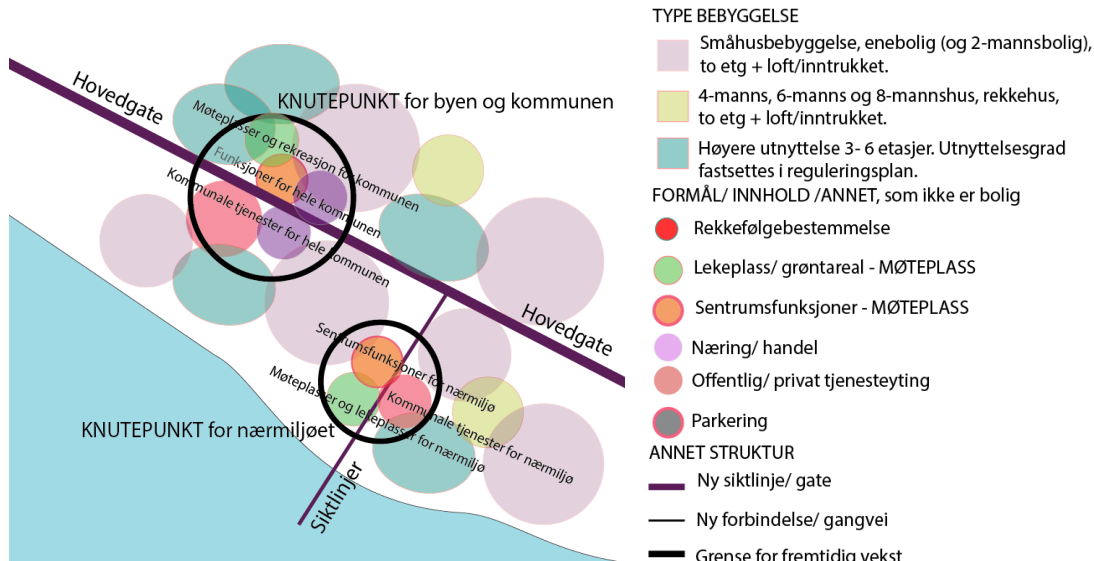 Hovedgate
KNUTEPUNKT for byen og kommunen
Møteplasser og rekreasjon for kommunen
Funksjoner for hele kommunen
Kommunale tjenester for hele kommunen
Hovedgate
Sentrumsfunksjoner for nærmiljø
Møteplasser og lekeplasser for nærmiljø
Kommunale tjenester for nærmiljø
KNUTEPUNKT for nærmiljøet
Siktlinjer
TYPE BEBYGGELSE
Småhusbebyggelse, enebolig (og 2-mannsbolig),
to etg + loft/inntrukket.
4-manns, 6-manns og 8-mannshus, rekkehus,
to etg + loft/inntrukket.
Høyere utnyttelse 3- 6 etasjer. Utnyttelsesgrad
fastsettes i reguleringsplan.
FORMÅL/ INNHOLD /ANNET, som ikke er bolig
Rekkefølgebestemmelse
Lekeplass/ grøntareal - MØTEPLASS
Sentrumsfunksjoner - MØTEPLASS
Næring/ handel
Offentlig/ privat tjenesteyting
Parkering
ANNET STRUKTUR
Ny siktlinje/ gate
Ny forbindelse/ gangvei
Grense for fremtidig vekst